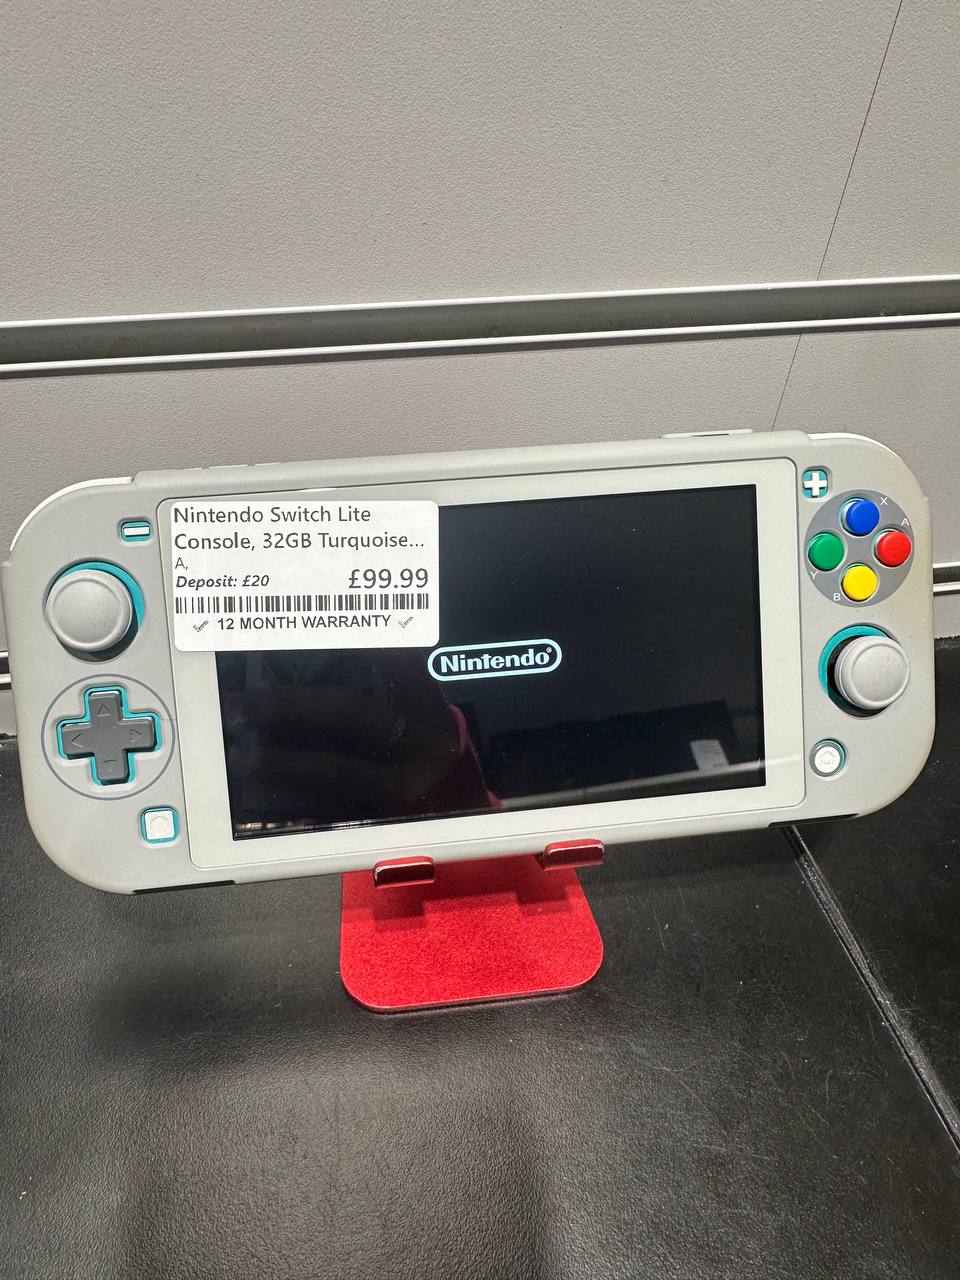 Nintendo Switch Lite
Console, 32GB Turquoise...
A,
Deposit: £20 £99.99
12 MONTH WARRANTY
Nintendo®
X
A
Y
B